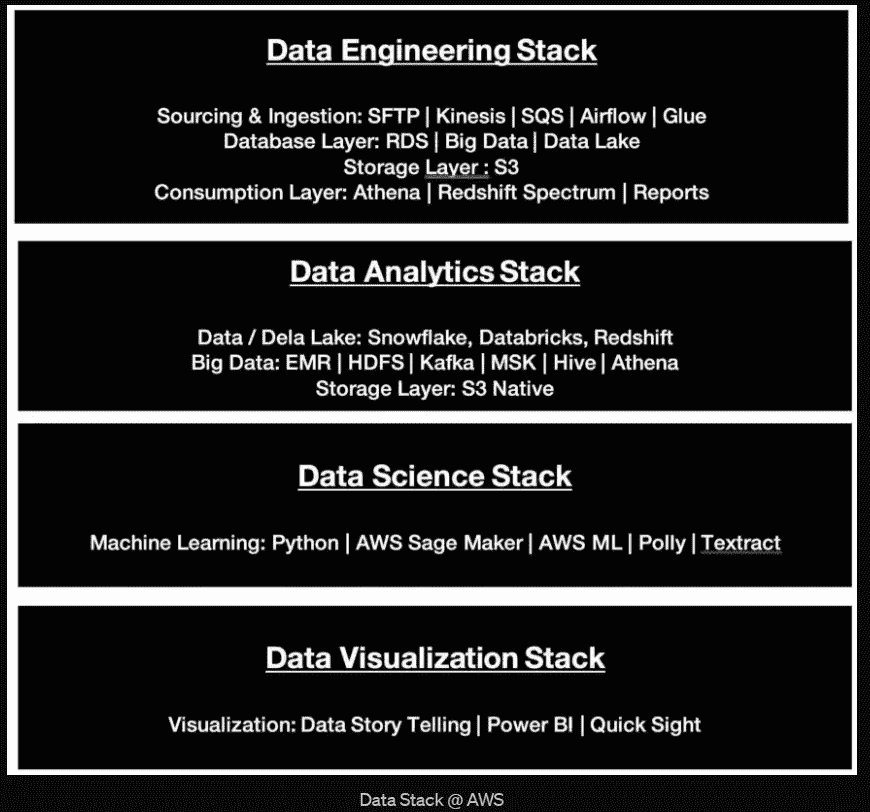 Data Engineering Stack
Sourcing & Ingestion: SFTP | Kinesis | SQS | Airflow | Glue
Database Layer: RDS | Big Data | Data Lake
Storage Layer : S3
Consumption Layer: Athena | Redshift Spectrum | Reports
Data Analytics Stack
Data / Dela Lake: Snowflake, Databricks, Redshift
Big Data: EMR | HDFS | Kafka | MSK | Hive | Athena
Storage Layer: S3 Native
Data Science Stack
Machine Learning: Python | AWS Sage Maker | AWS ML | Polly | Textract
Data Visualization Stack
Visualization: Data Story Telling | Power BI | Quick Sight
Data Stack @ AWS